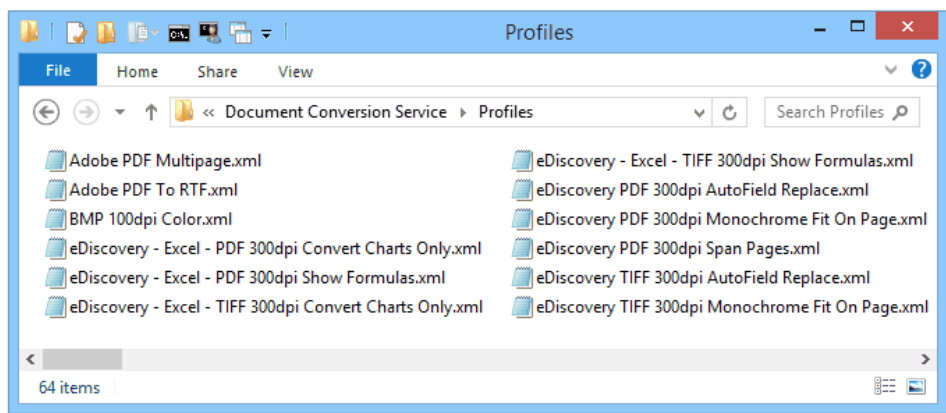 Profiles
File Home Share View
« Document Conversion Service Profiles Search Profiles
Adobe PDF Multipage.xml
Adobe PDF To RTF.xml
BMP 100dpi Color.xml
eDiscovery - Excel - PDF 300dpi Convert Charts Only.xml
eDiscovery - Excel - PDF 300dpi Show Formulas.xml
eDiscovery - Excel - TIFF 300dpi Convert Charts Only.xml
eDiscovery - Excel - TIFF 300dpi Show Formulas.xml
eDiscovery PDF 300dpi AutoField Replace.xml
eDiscovery PDF 300dpi Monochrome Fit On Page.xml
eDiscovery PDF 300dpi Span Pages.xml
eDiscovery TIFF 300dpi AutoField Replace.xml
eDiscovery TIFF 300dpi Monochrome Fit On Page.xml
64 items